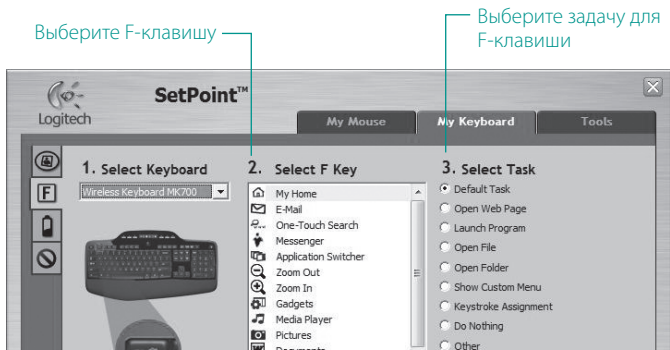 Выберите F-клавишу
Выберите задачу для
F-клавиши
Logitech
SetPoint™
My Mouse
My Keyboard
Tools
1. Select Keyboard
Wireless Keyboard MK700
2. Select F Key
My Home
E-Mail
One-Touch Search
Messenger
Application Switcher
Zoom Out
Zoom In
Gadgets
Media Player
Pictures
Documents
3. Select Task
Default Task
Open Web Page
Launch Program
Open File
Open Folder
Show Custom Menu
Keystroke Assignment
Do Nothing
Other